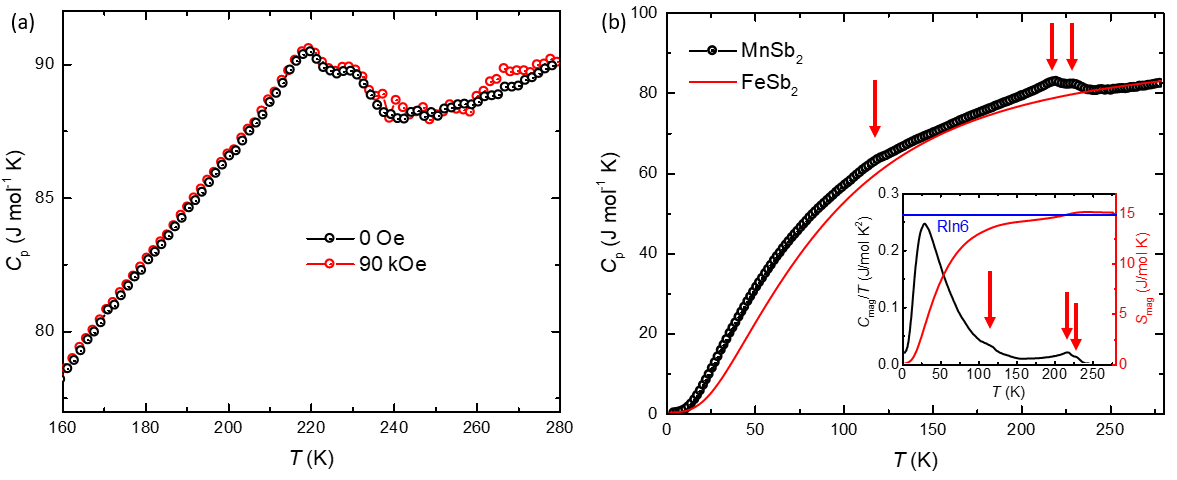 (a)
90
85
80
C_p (J mol^-1 K)
0 Oe
90 kOe
160 180 200 220 240 260 280
T (K)
(b)
100
80
60
40
20
0
C_p (J mol^-1 K)
MnSb_2
FeSb_2
0 50 100 150 200 250
T (K)
0.3
0.2
0.1
0.0
C_mag/T (J/mol K^2)
Rln6
15
10
5
0
S_mag (J/mol K)
0 50 100 150 200 250
T (K)